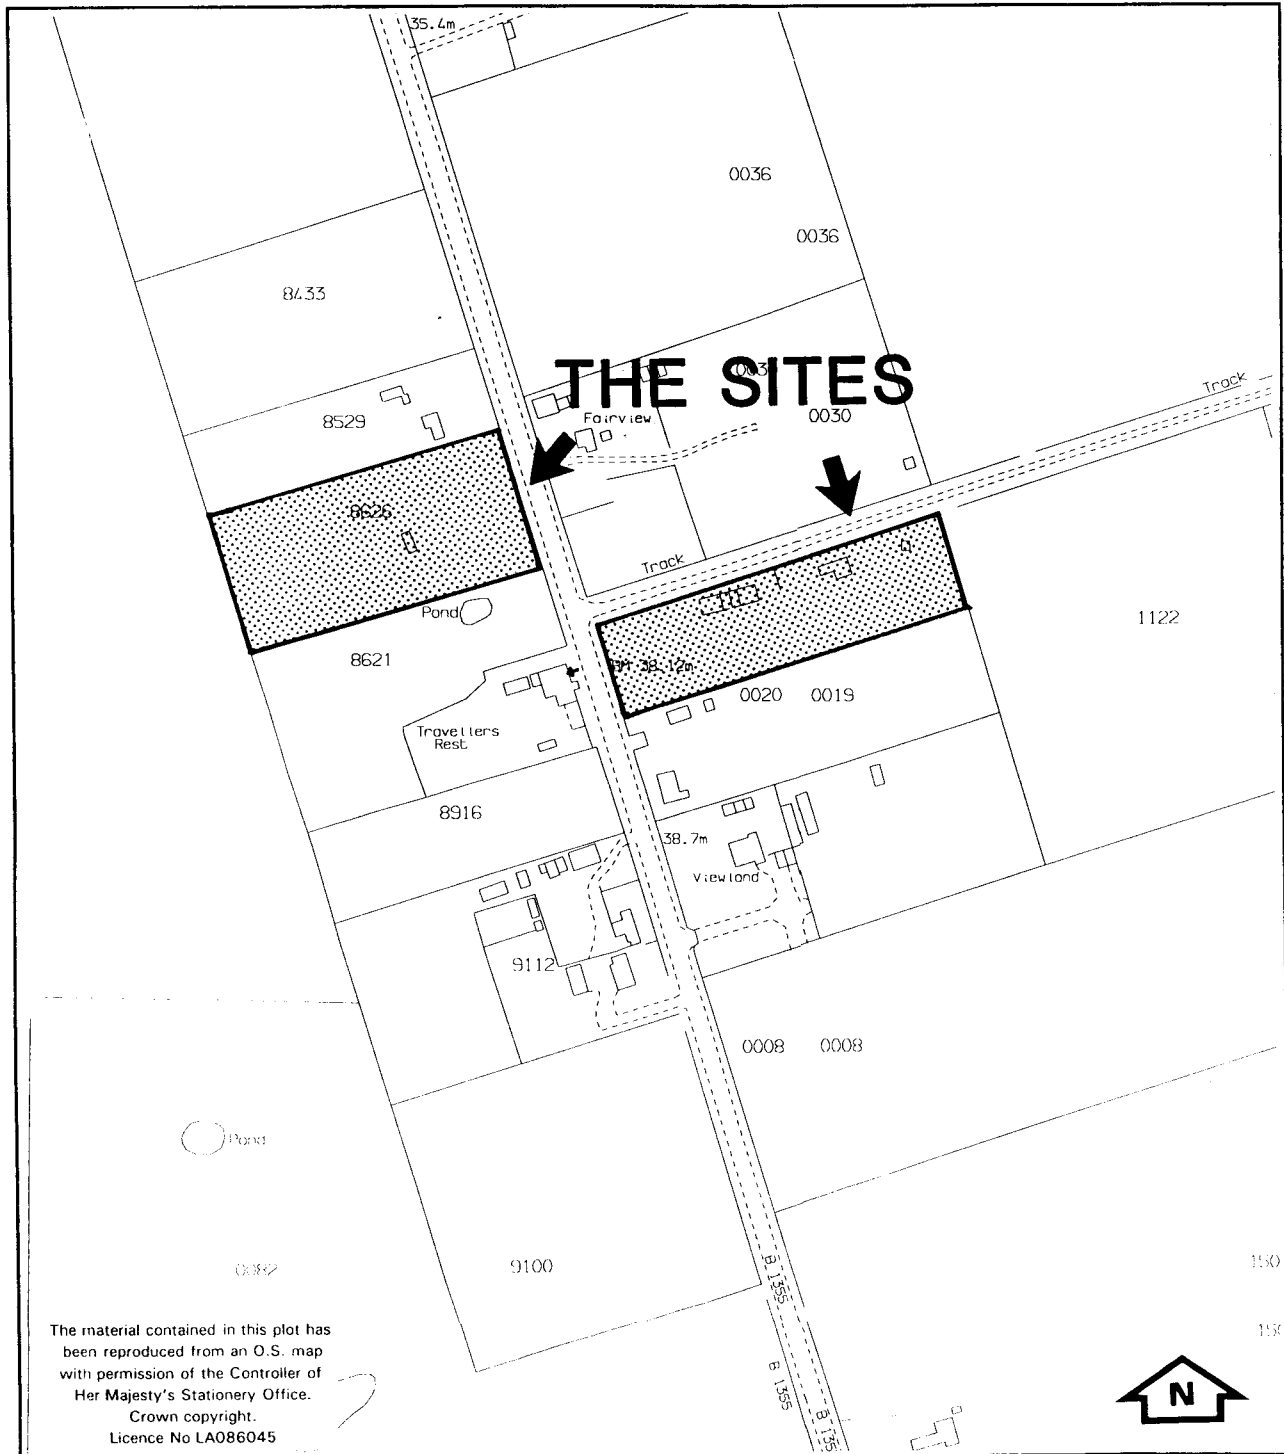 35.4m
0036
0036
8433
THE SITES
Fairview
0030
Track
8529
8626
Track
Pond
1122
8621
BM 38.12m
0020 0019
Travellers
Rest
8916
38.7m
Viewland
9112
0008 0008
Pond
0082
9100
B 1355
B 1355
The material contained in this plot has
been reproduced from an O.S. map
with permission of the Controller of
Her Majesty's Stationery Office.
Crown copyright.
Licence No LA086045
N